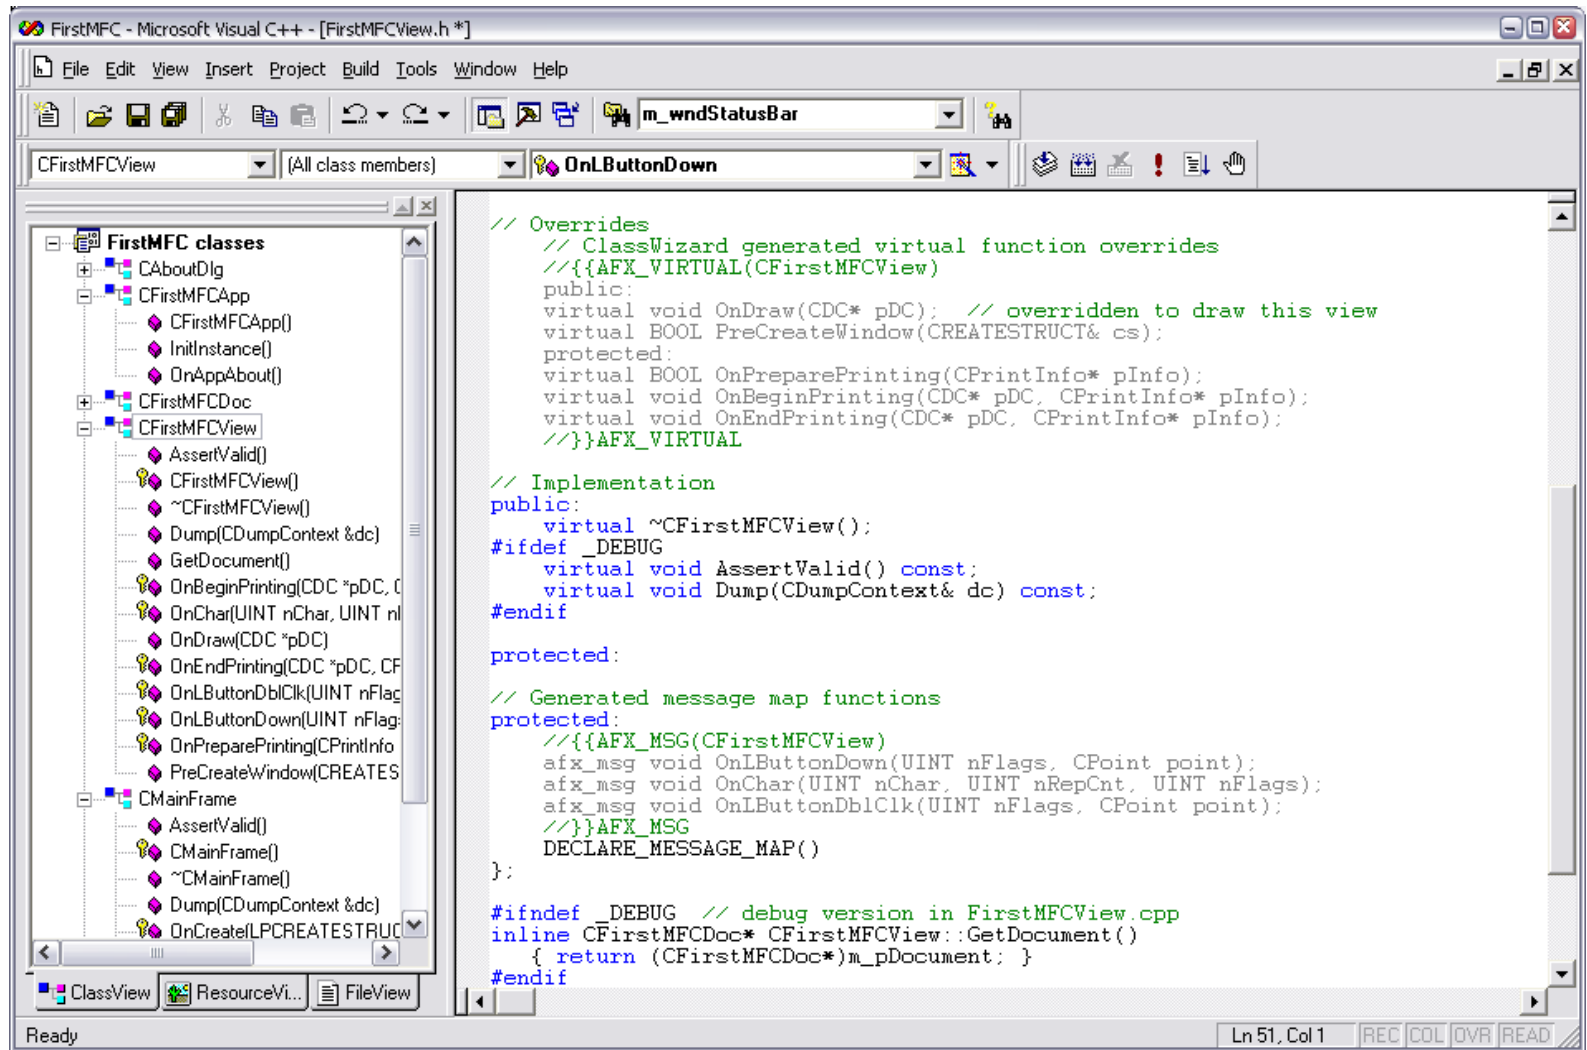 FirstMFC - Microsoft Visual C++ - [FirstMFCView.h *]
File Edit View Insert Project Build Tools Window Help
m_wndStatusBar
CFirstMFCView (All class members) OnLButtonDown
FirstMFC classes
CAboutDlg
CFirstMFCApp
CFirstMFCApp()
InitInstance()
OnAppAbout()
CFirstMFCDoc
CFirstMFCView
AssertValid()
CFirstMFCView()
~CFirstMFCView()
Dump(CDumpContext &dc)
GetDocument()
OnBeginPrinting(CDC *pDC, C
OnChar(UINT nChar, UINT nI
OnDraw(CDC *pDC)
OnEndPrinting(CDC *pDC, CF
OnLButtonDblClk(UINT nFlag
OnLButtonDown(UINT nFlag
OnPreparePrinting(CPrintInfo
PreCreateWindow(CREATES
CMainFrame
AssertValid()
CMainFrame()
~CMainFrame()
Dump(CDumpContext &dc)
OnCreate(LPCREATESTRUC
ClassView ResourceVi... FileView
// Overrides
// ClassWizard generated virtual function overrides
//{{AFX_VIRTUAL(CFirstMFCView)
public:
virtual void OnDraw(CDC* pDC);  // overridden to draw this view
virtual BOOL PreCreateWindow(CREATESTRUCT& cs);
protected:
virtual BOOL OnPreparePrinting(CPrintInfo* pInfo);
virtual void OnBeginPrinting(CDC* pDC, CPrintInfo* pInfo);
virtual void OnEndPrinting(CDC* pDC, CPrintInfo* pInfo);
//}}AFX_VIRTUAL
// Implementation
public:
virtual ~CFirstMFCView();
#ifdef _DEBUG
virtual void AssertValid() const;
virtual void Dump(CDumpContext& dc) const;
#endif
protected:
// Generated message map functions
protected:
//{{AFX_MSG(CFirstMFCView)
afx_msg void OnLButtonDown(UINT nFlags, CPoint point);
afx_msg void OnChar(UINT nChar, UINT nRepCnt, UINT nFlags);
afx_msg void OnLButtonDblClk(UINT nFlags, CPoint point);
//}}AFX_MSG
DECLARE_MESSAGE_MAP()
};
#ifndef _DEBUG  // debug version in FirstMFCView.cpp
inline CFirstMFCDoc* CFirstMFCView::GetDocument()
{ return (CFirstMFCDoc*)m_pDocument; }
#endif
Ready Ln 51, Col 1 REC COL OVR READ